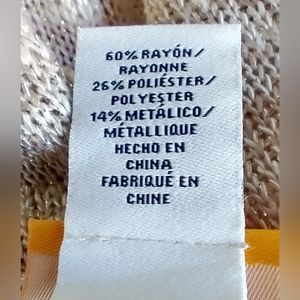 60% RAYÓN/
RAYONNE
26% POLIÉSTER/
POLYESTER
14% METÁLICO/
MÉTALLIQUE
HECHO EN
CHINA
FABRIQUÉ EN
CHINE